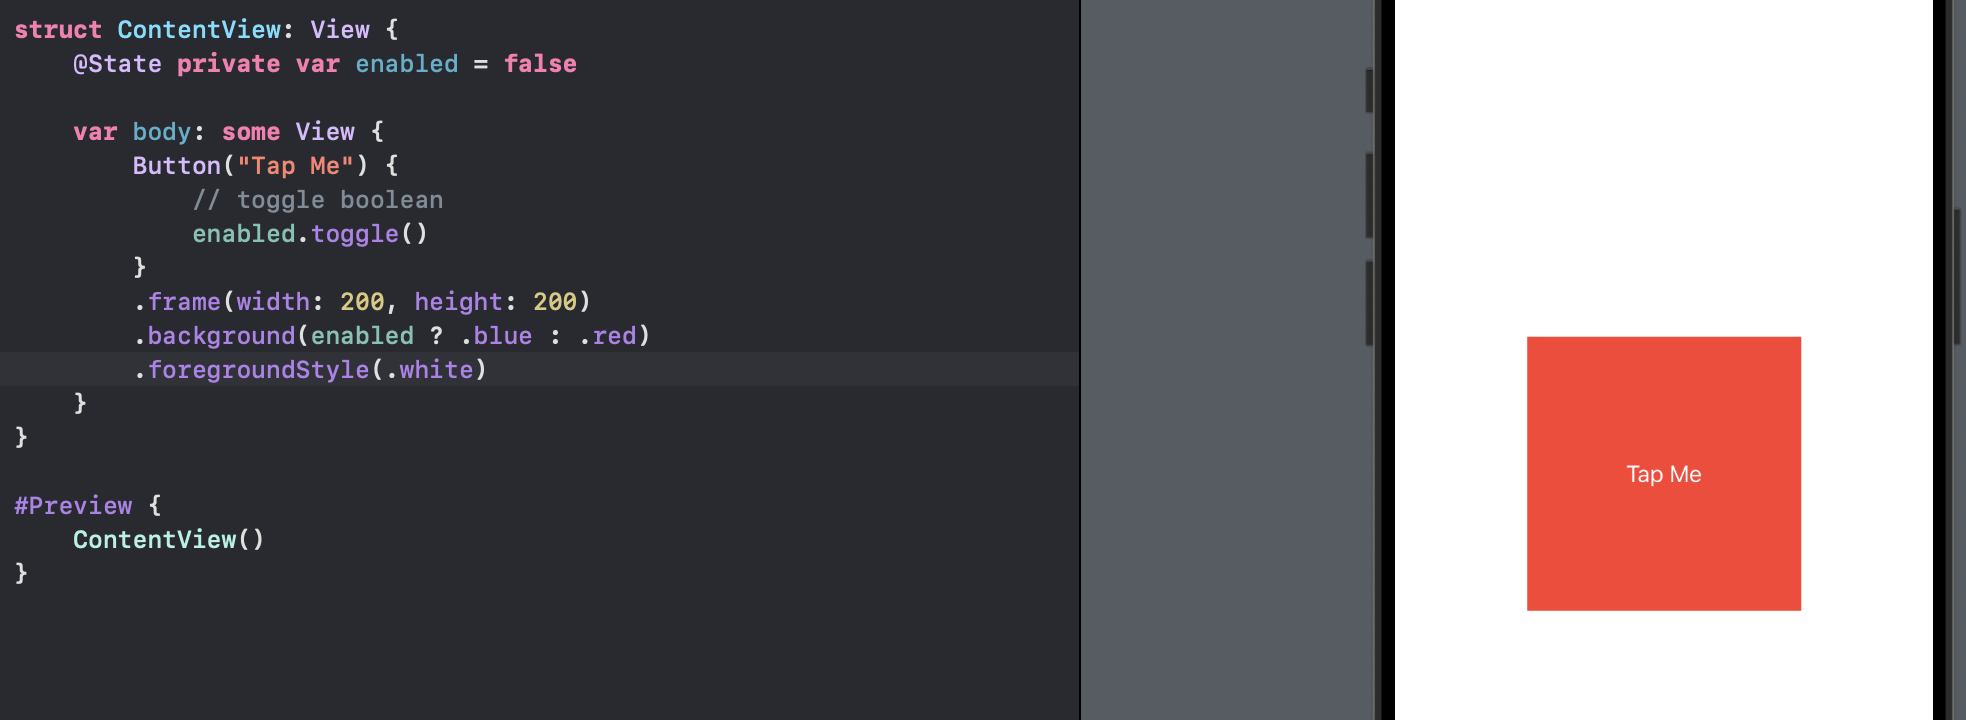 struct ContentView: View {
    @State private var enabled = false
    var body: some View {
        Button("Tap Me") {
            // toggle boolean
            enabled.toggle()
        }
        .frame(width: 200, height: 200)
        .background(enabled ? .blue : .red)
        .foregroundStyle(.white)
    }
}
#Preview {
    ContentView()
}
Tap Me